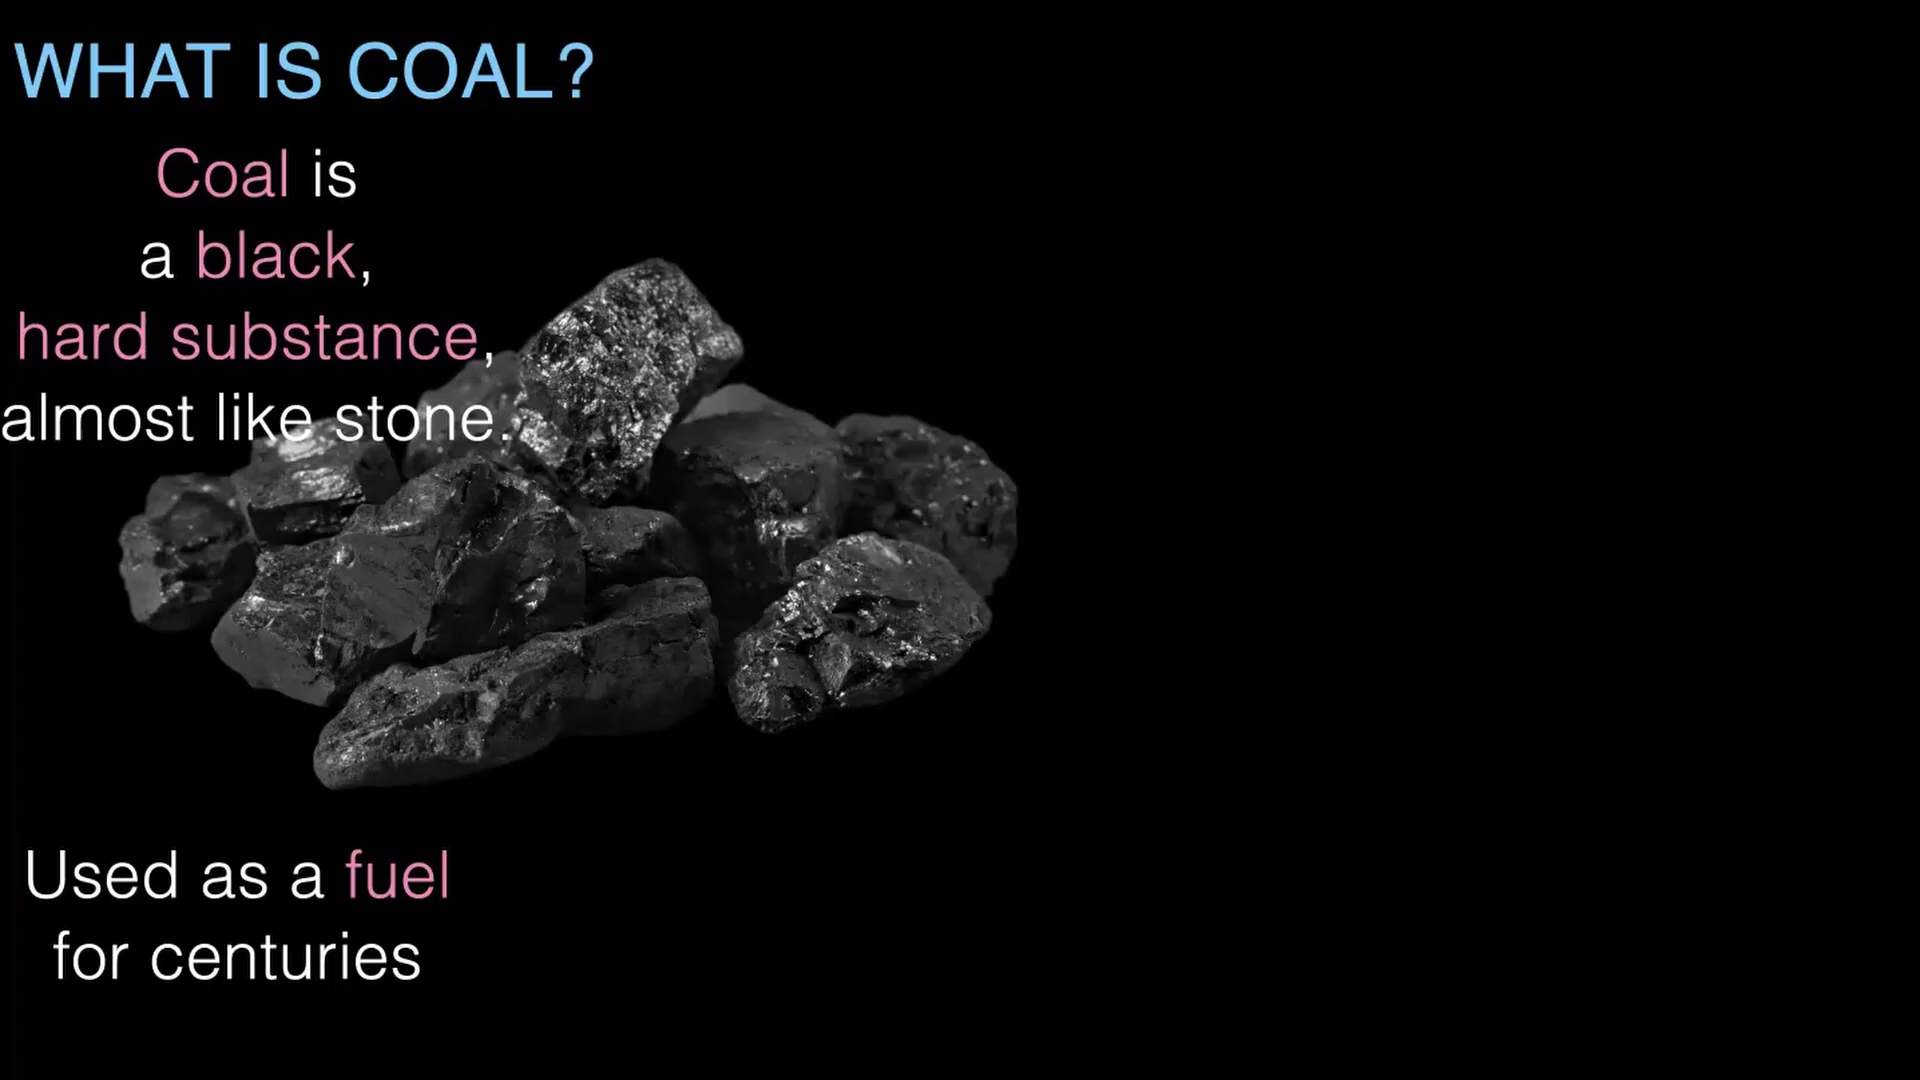 WHAT IS COAL?
Coal is
a black,
hard substance,
almost like stone.
Used as a fuel
for centuries